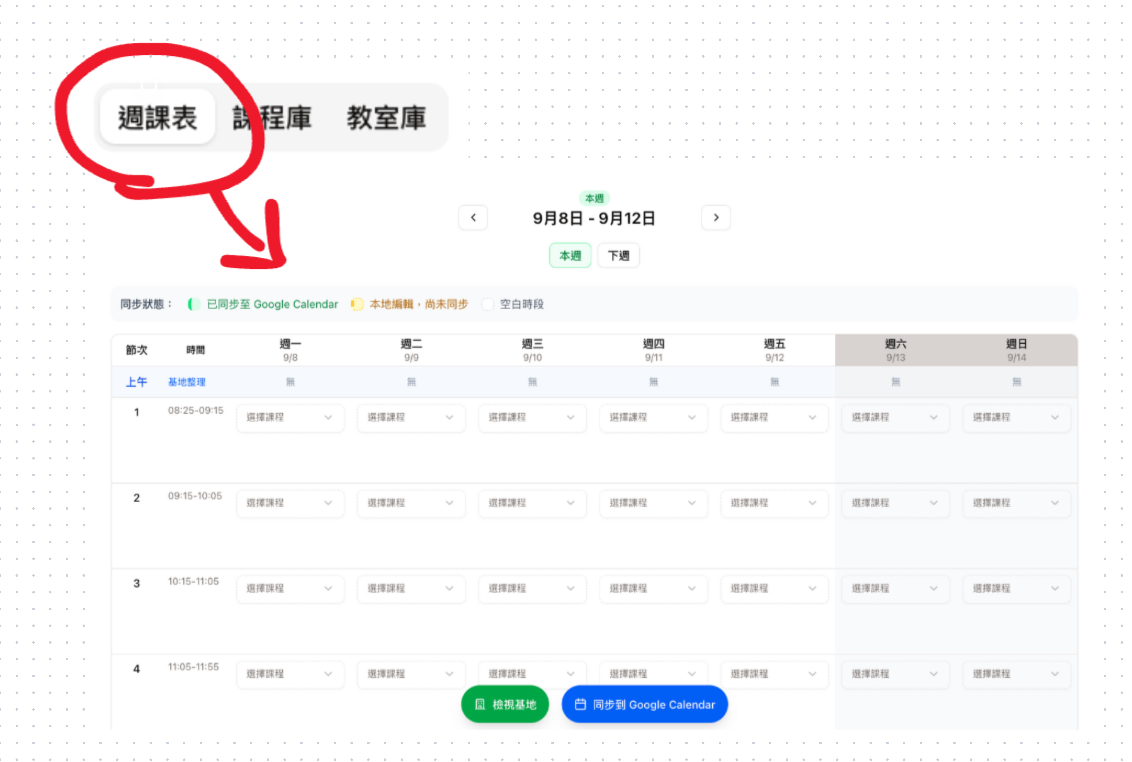 週課表 課程庫 教室庫
本週
9月8日 - 9月12日
本週 下週
同步狀態： 已同步至 Google Calendar 本地編輯，尚未同步 空白時段
節次 時間 週一 週二 週三 週四 週五 週六 週日
9/8 9/9 9/10 9/11 9/12 9/13 9/14
上午 基地整理 無 無 無 無 無 無 無
1 08:25-09:15 選擇課程 選擇課程 選擇課程 選擇課程 選擇課程 選擇課程 選擇課程
2 09:15-10:05 選擇課程 選擇課程 選擇課程 選擇課程 選擇課程 選擇課程 選擇課程
3 10:15-11:05 選擇課程 選擇課程 選擇課程 選擇課程 選擇課程 選擇課程 選擇課程
4 11:05-11:55 選擇課程 選擇課程 選擇課程 選擇課程 選擇課程 選擇課程 選擇課程
檢視基地 同步到 Google Calendar